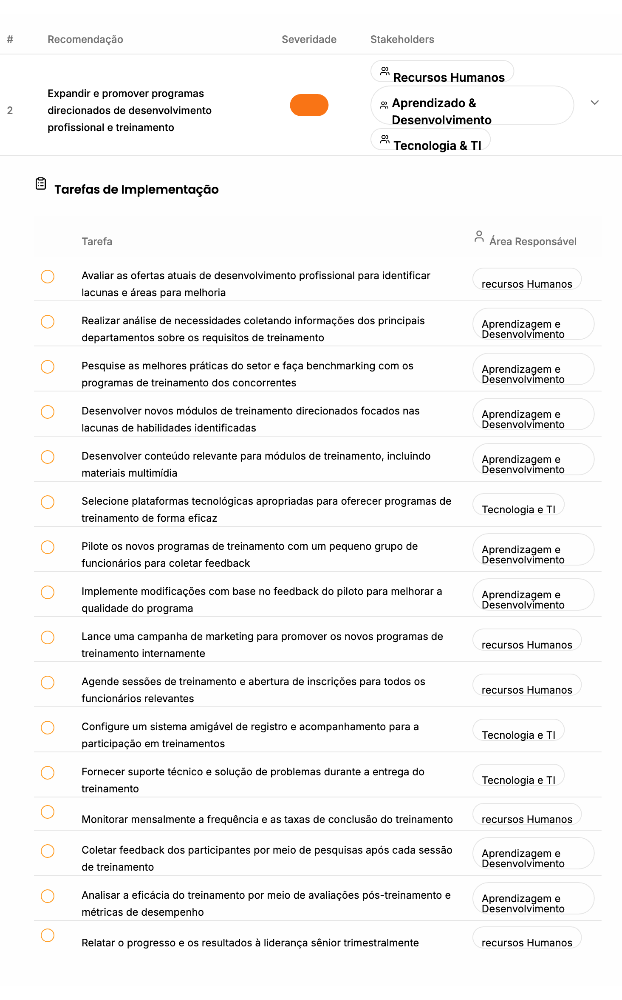 # Recomendação Severidade Stakeholders
2
Expandir e promover programas
direcionados de desenvolvimento
profissional e treinamento
Recursos Humanos
Aprendizado &
Desenvolvimento
Tecnologia & TI
Tarefas de Implementação
Tarefa Área Responsável
Avaliar as ofertas atuais de desenvolvimento profissional para identificar
lacunas e áreas para melhoria
recursos Humanos
Realizar análise de necessidades coletando informações dos principais
departamentos sobre os requisitos de treinamento
Aprendizagem e
Desenvolvimento
Pesquise as melhores práticas do setor e faça benchmarking com os
programas de treinamento dos concorrentes
Aprendizagem e
Desenvolvimento
Desenvolver novos módulos de treinamento direcionados focados nas
lacunas de habilidades identificadas
Aprendizagem e
Desenvolvimento
Desenvolver conteúdo relevante para módulos de treinamento, incluindo
materiais multimídia
Aprendizagem e
Desenvolvimento
Selecione plataformas tecnológicas apropriadas para oferecer programas de
treinamento de forma eficaz
Tecnologia e TI
Pilote os novos programas de treinamento com um pequeno grupo de
funcionários para coletar feedback
Aprendizagem e
Desenvolvimento
Implemente modificações com base no feedback do piloto para melhorar a
qualidade do programa
Aprendizagem e
Desenvolvimento
Lance uma campanha de marketing para promover os novos programas de
treinamento internamente
recursos Humanos
Agende sessões de treinamento e abertura de inscrições para todos os
funcionários relevantes
recursos Humanos
Configure um sistema amigável de registro e acompanhamento para a
participação em treinamentos
Tecnologia e TI
Fornecer suporte técnico e solução de problemas durante a entrega do
treinamento
Tecnologia e TI
Monitorar mensalmente a frequência e as taxas de conclusão do treinamento
recursos Humanos
Coletar feedback dos participantes por meio de pesquisas após cada sessão
de treinamento
Aprendizagem e
Desenvolvimento
Analisar a eficácia do treinamento por meio de avaliações pós-treinamento e
métricas de desempenho
Aprendizagem e
Desenvolvimento
Relatar o progresso e os resultados à liderança sênior trimestralmente
recursos Humanos